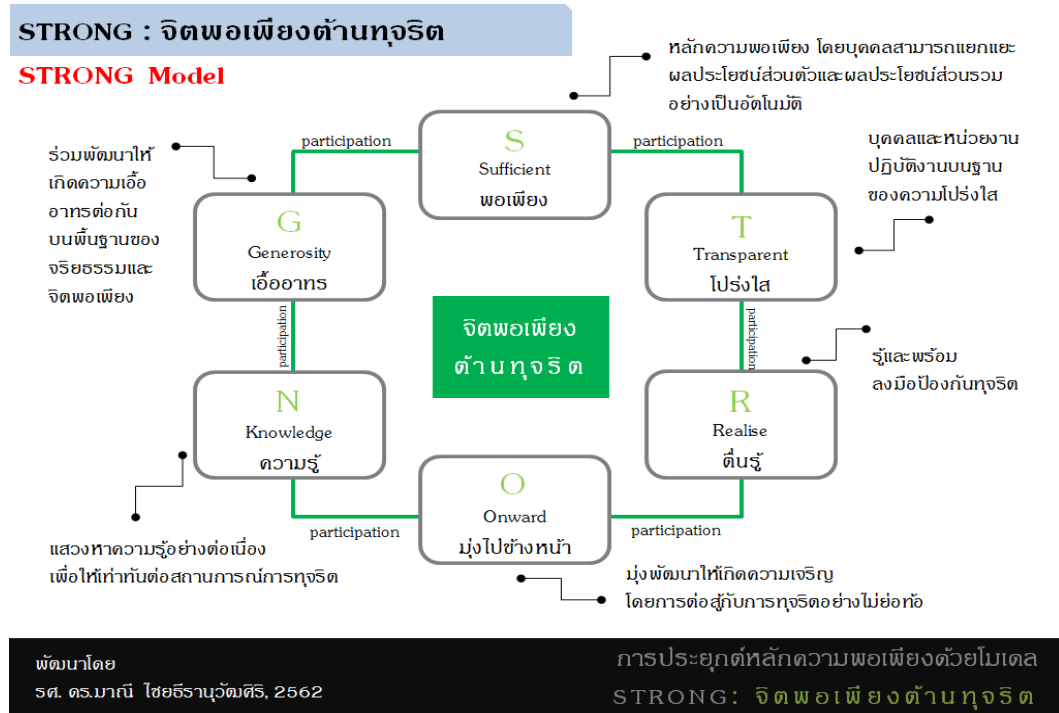 STRONG : จิตพอเพียงต้านทุจริต
STRONG Model
หลักความพอเพียง โดยบุคคลสามารถแยกแยะ
ผลประโยชน์ส่วนตัวและผลประโยชน์ส่วนรวม
อย่างเป็นอัตโนมัติ
participation
S
Sufficient
พอเพียง
participation
บุคคลและหน่วยงาน
ปฏิบัติงานบนฐาน
ของความโปร่งใส
ร่วมพัฒนาให้
เกิดความเอื้อ
อาทรต่อกัน
บนพื้นฐานของ
จริยธรรมและ
จิตพอเพียง
G
Generosity
เอื้ออาทร
T
Transparent
โปร่งใส
participation
จิตพอเพียง
ต้านทุจริต
participation
รู้และพร้อม
ลงมือป้องกันทุจริต
N
Knowledge
ความรู้
R
Realise
ตื่นรู้
O
Onward
มุ่งไปข้างหน้า
participation
participation
แสวงหาความรู้อย่างต่อเนื่อง
เพื่อให้เท่าทันต่อสถานการณ์การทุจริต
มุ่งพัฒนาให้เกิดความเจริญ
โดยการต่อสู้กับการทุจริตอย่างไม่ย่อท้อ
พัฒนาโดย
รศ. ดร.มาณี ไชยธีรานุวัฒศิริ, 2562
การประยุกต์หลักความพอเพียงด้วยโมเดล
STRONG: จิตพอเพียงต้านทุจริต